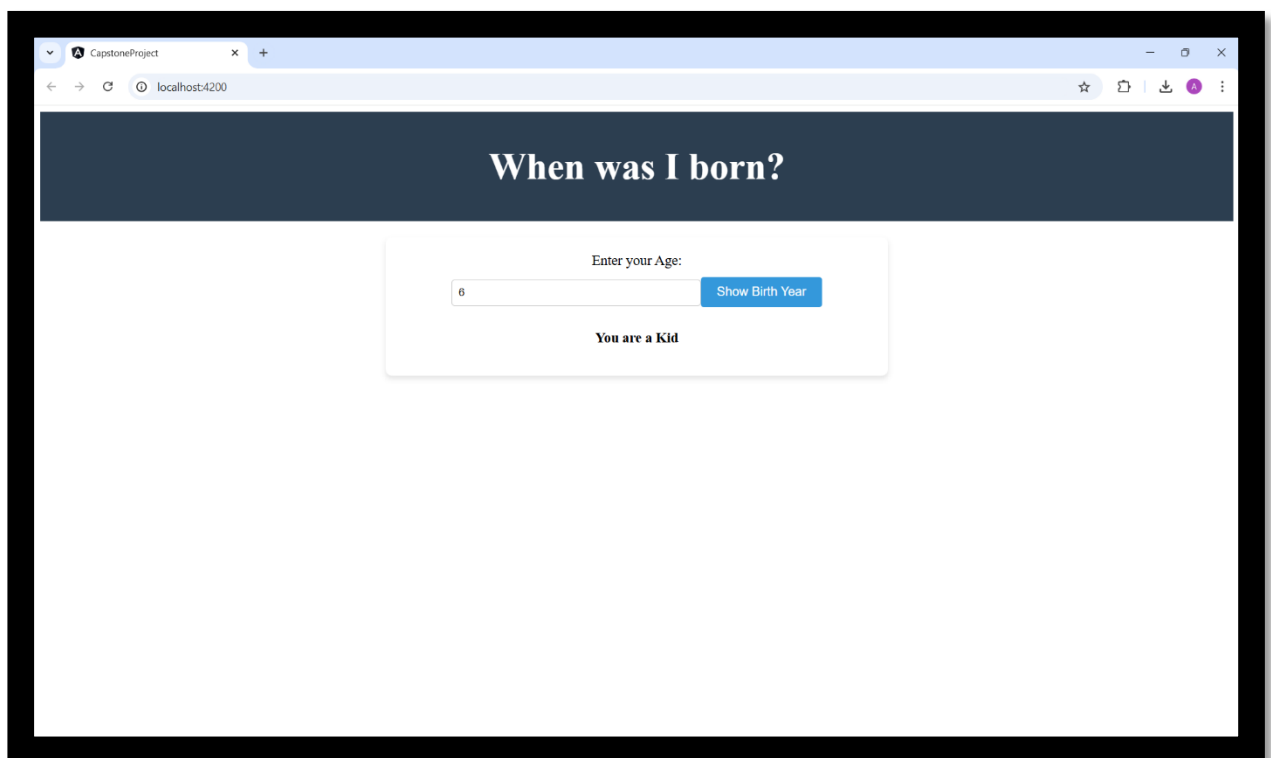 CapstoneProject
localhost:4200
A
When was I born?
Enter your Age:
6
Show Birth Year
You are a Kid